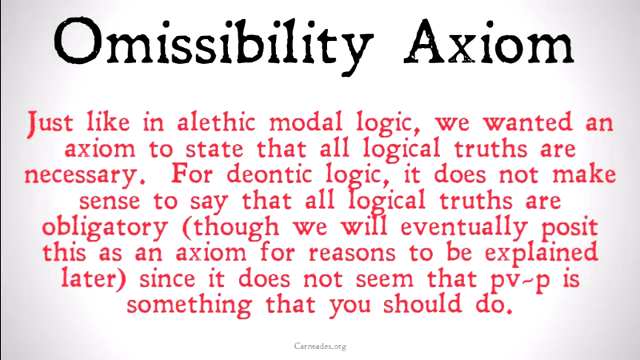 Omissibility Axiom
Just like in alethic modal logic, we wanted an
axiom to state that all logical truths are
necessary. For deontic logic, it does not make
sense to say that all logical truths are
obligatory (though we will eventually posit
this as an axiom for reasons to be explained
later) since it does not seem that pv~p is
something that you should do.
Carneades.org